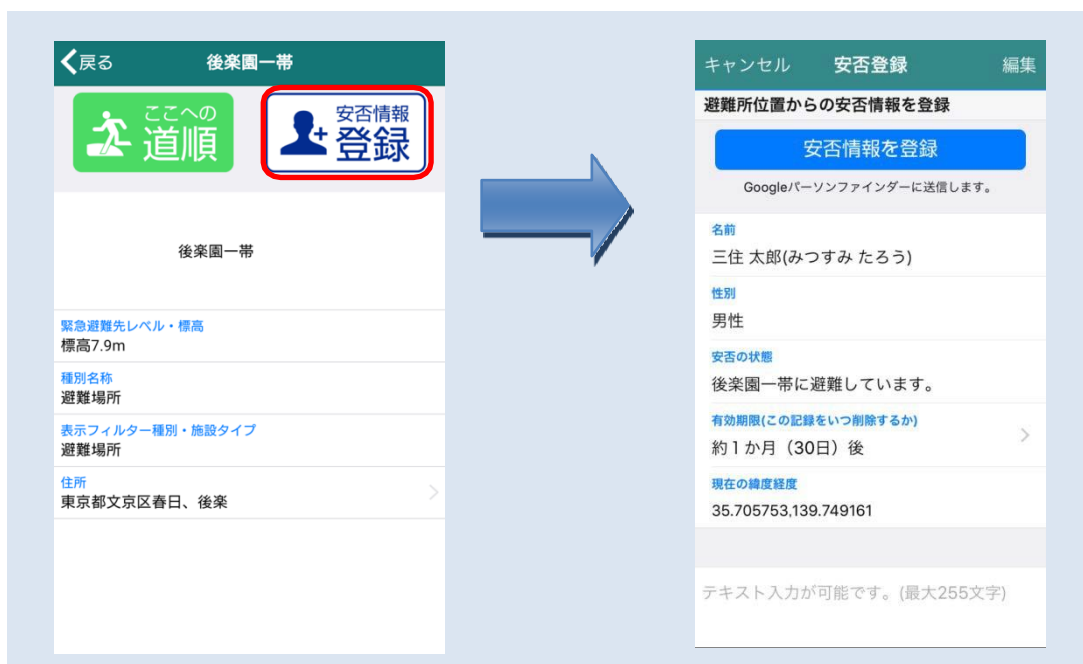 戻る
後楽園一帯
ここへの
道順
安否情報
登録
後楽園一帯
緊急避難先レベル・標高
標高7.9m
種別名称
避難場所
表示フィルター種別・施設タイプ
避難場所
住所
東京都文京区春日、後楽
キャンセル
安否登録
編集
避難所位置からの安否情報を登録
安否情報を登録
Googleパーソンファインダーに送信します。
名前
三住 太郎(みつすみ たろう)
性別
男性
安否の状態
後楽園一帯に避難しています。
有効期限(この記録をいつ削除するか)
約1か月（30日）後
現在の緯度経度
35.705753,139.749161
テキスト入力が可能です。(最大255文字)